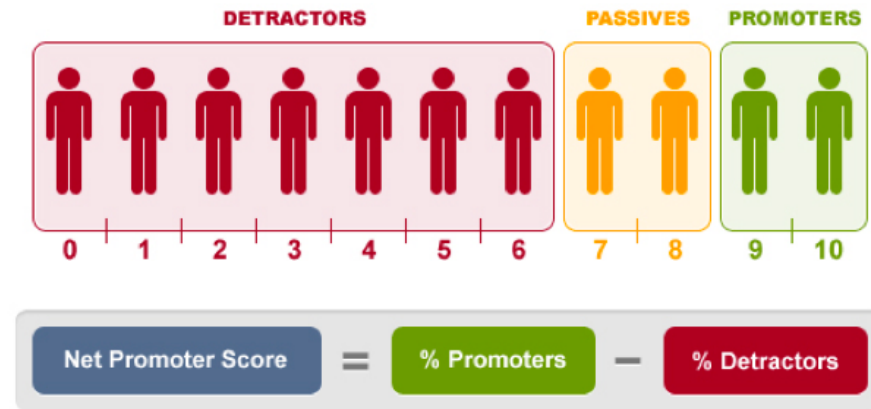 DETRACTORS PASSIVES PROMOTERS
0 1 2 3 4 5 6 7 8 9 10
Net Promoter Score = % Promoters – % Detractors